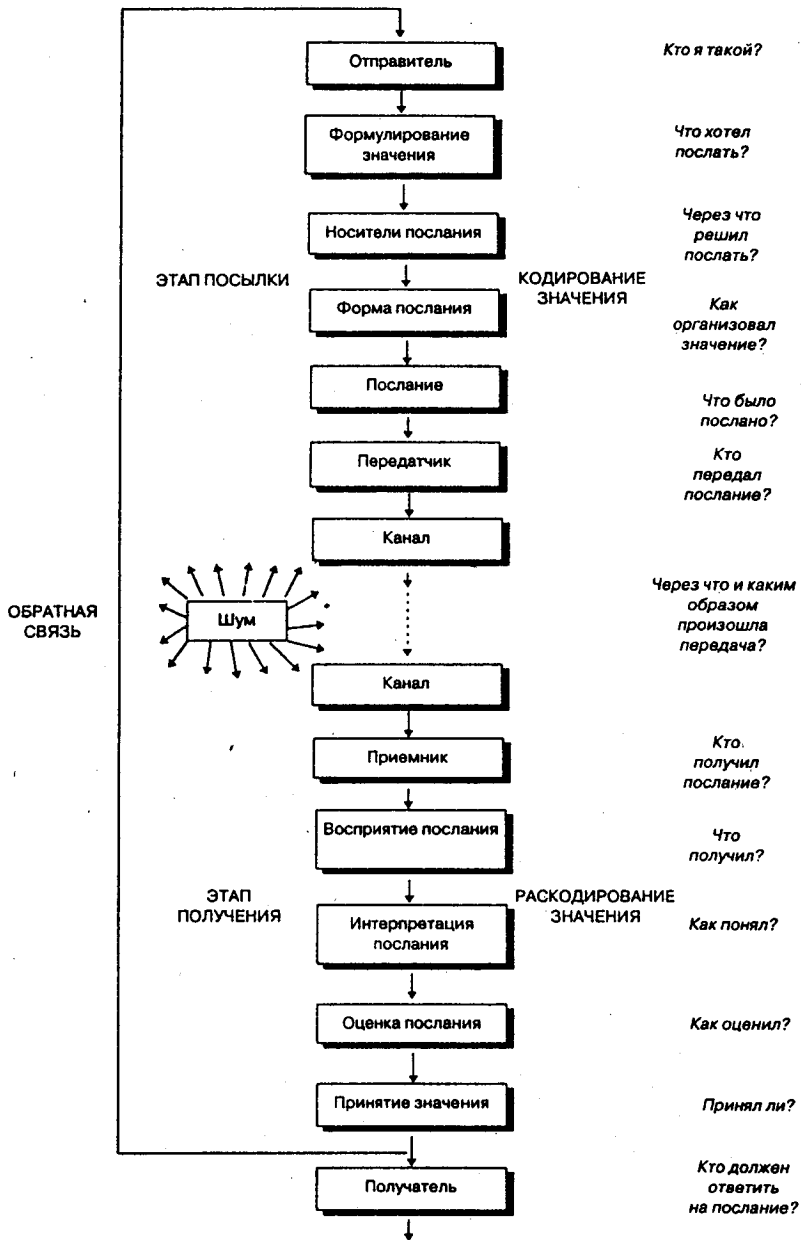 Отправитель
Кто я такой?
Формулирование
значения
Что хотел
послать?
Носители послания
Через что
решил
послать?
ЭТАП ПОСЫЛКИ
КОДИРОВАНИЕ
ЗНАЧЕНИЯ
Форма послания
Как
организовал
значение?
Послание
Что было
послано?
Передатчик
Кто
передал
послание?
Канал
ОБРАТНАЯ
СВЯЗЬ
Шум
Через что и каким
образом
произошла
передача?
Канал
Приемник
Кто
получил
послание?
Восприятие послания
Что
получил?
ЭТАП
ПОЛУЧЕНИЯ
РАСКОДИРОВАНИЕ
ЗНАЧЕНИЯ
Интерпретация
послания
Как понял?
Оценка послания
Как оценил?
Принятие значения
Принял ли?
Получатель
Кто должен
ответить
на послание?